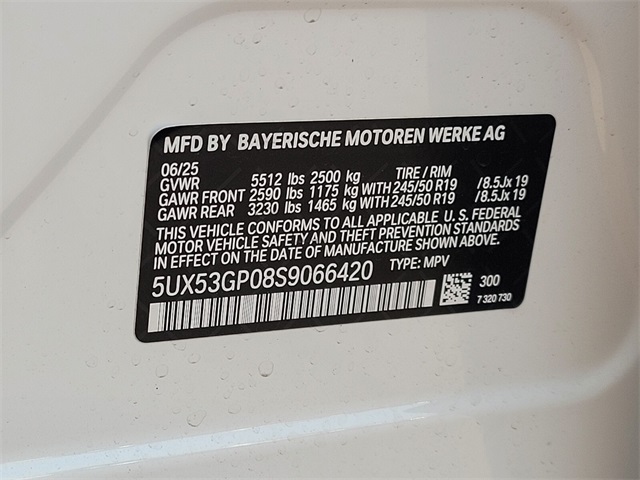 MFD BY BAYERISCHE MOTOREN WERKE AG
06/25
GVWR 5512 lbs 2500 kg TIRE / RIM
GAWR FRONT 2590 lbs 1175 kg WITH 245/50 R19 /8.5Jx 19
GAWR REAR 3230 lbs 1465 kg WITH 245/50 R19 /8.5Jx 19
THIS VEHICLE CONFORMS TO ALL APPLICABLE U. S. FEDERAL
MOTOR VEHICLE SAFETY AND THEFT PREVENTION STANDARDS
IN EFFECT ON THE DATE OF MANUFACTURE SHOWN ABOVE.
5UX53GP08S9066420 TYPE: MPV
300
7 320 730